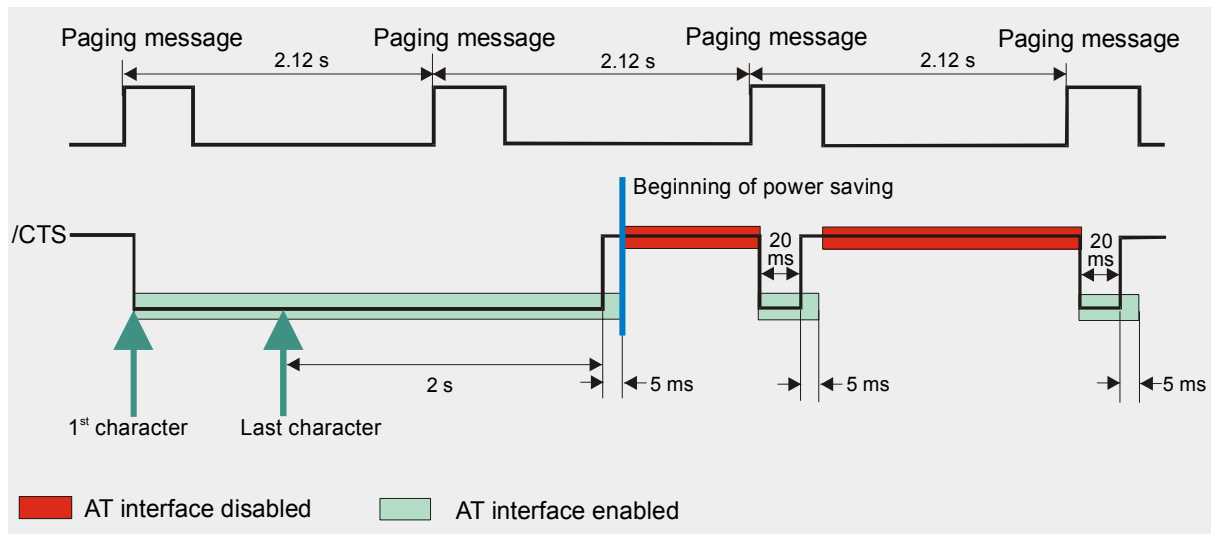 Paging message Paging message Paging message Paging message
2.12 s 2.12 s 2.12 s
Beginning of power saving
/CTS
20 ms
20 ms
2 s
5 ms
5 ms
5 ms
1st character
Last character
AT interface disabled
AT interface enabled